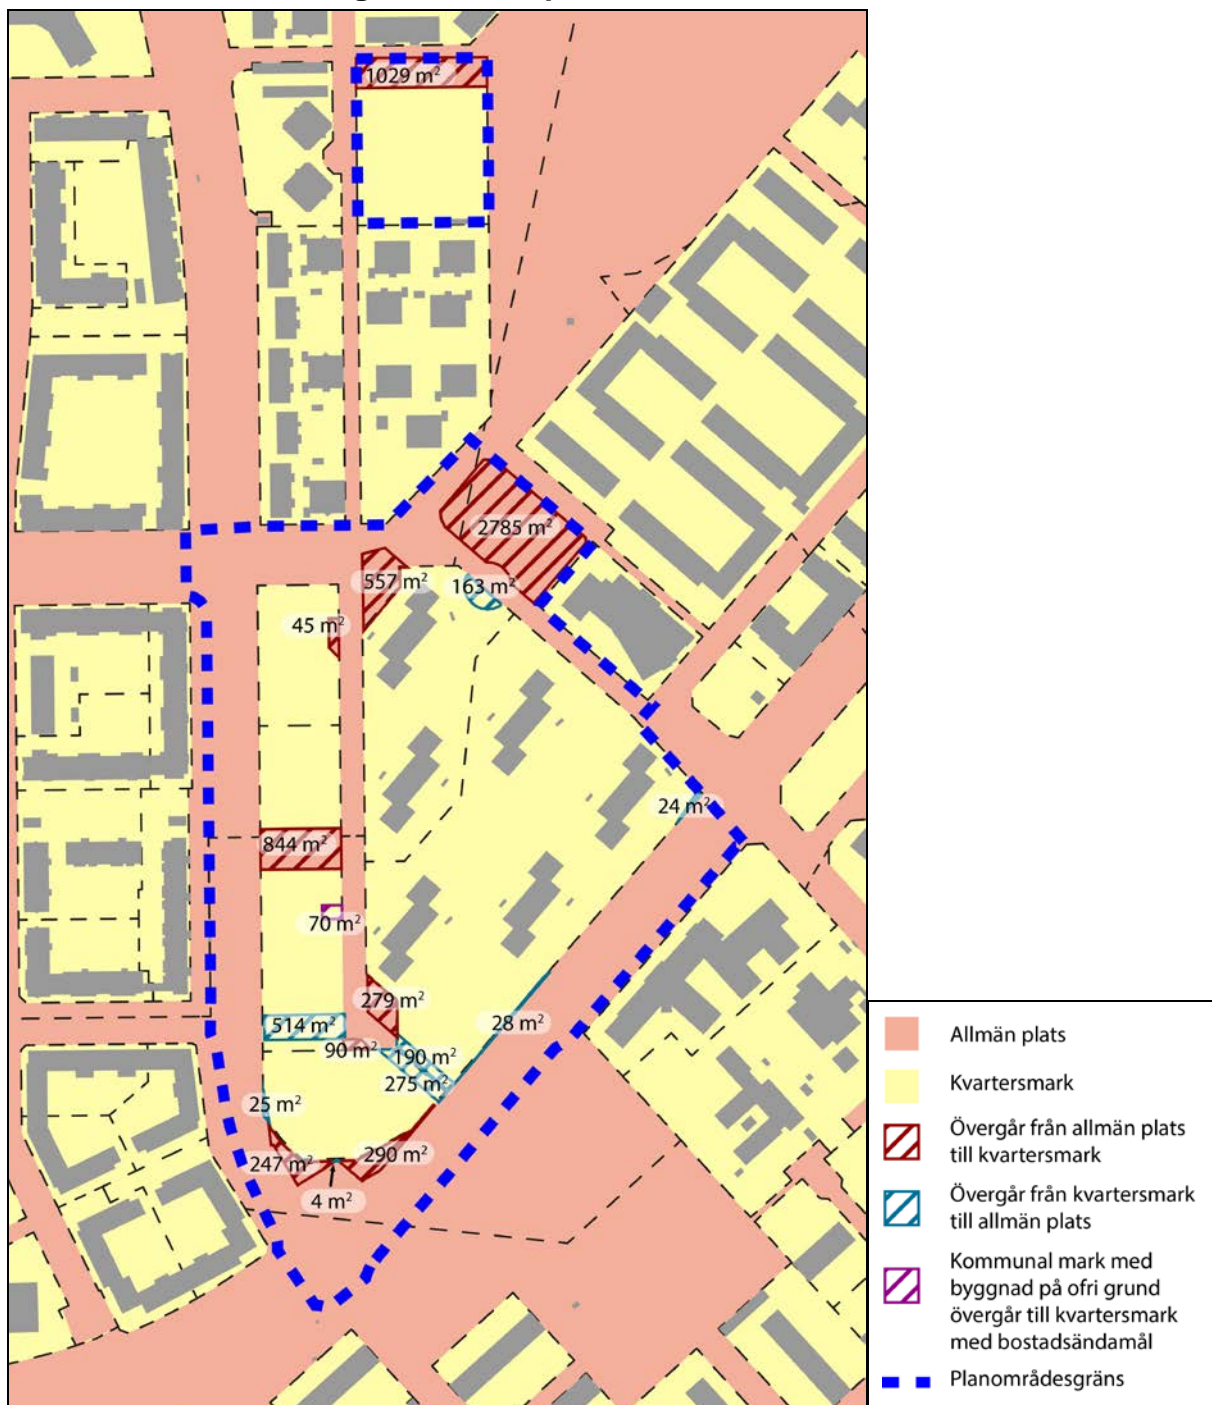 1029 m²
2785 m²
557 m²
163 m²
45 m²
24 m²
844 m²
70 m²
279 m²
28 m²
514 m²
90 m²
190 m²
275 m²
25 m²
247 m²
290 m²
4 m²
Allmän plats
Kvartersmark
Övergår från allmän plats
till kvartersmark
Övergår från kvartersmark
till allmän plats
Kommunal mark med
byggnad på ofri grund
övergår till kvartersmark
med bostadsändamål
Planområdesgräns